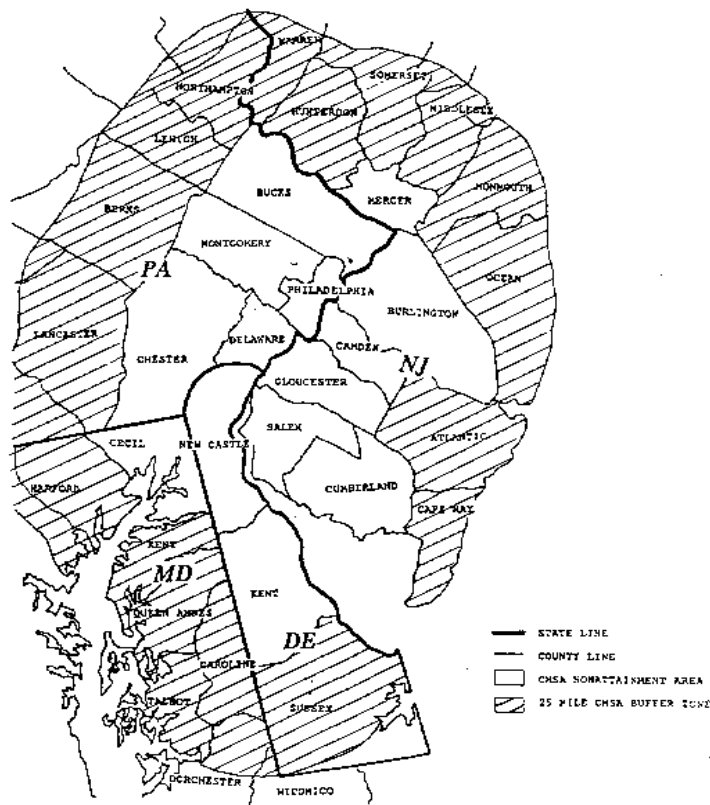 WARREN
SOMERSET
NORTHAMPTON
HUNTERDON
MIDDLESEX
LEHIGH
BUCKS
MERCER
MONMOUTH
BERKS
MONTGOMERY
PA
OCEAN
PHILADELPHIA
BURLINGTON
LANCASTER
DELAWARE
CAMDEN
CHESTER
NJ
GLOUCESTER
CECIL
NEW CASTLE
SALEM
ATLANTIC
HARFORD
CUMBERLAND
CAPE MAY
KENT
MD
KENT
QUEEN ANNES
DE
STATE LINE
CAROLINE
COUNTY LINE
CMSA NONATTAINMENT AREA
TALBOT
SUSSEX
25 MILE CMSA BUFFER ZONE
DORCHESTER
WICOMICO